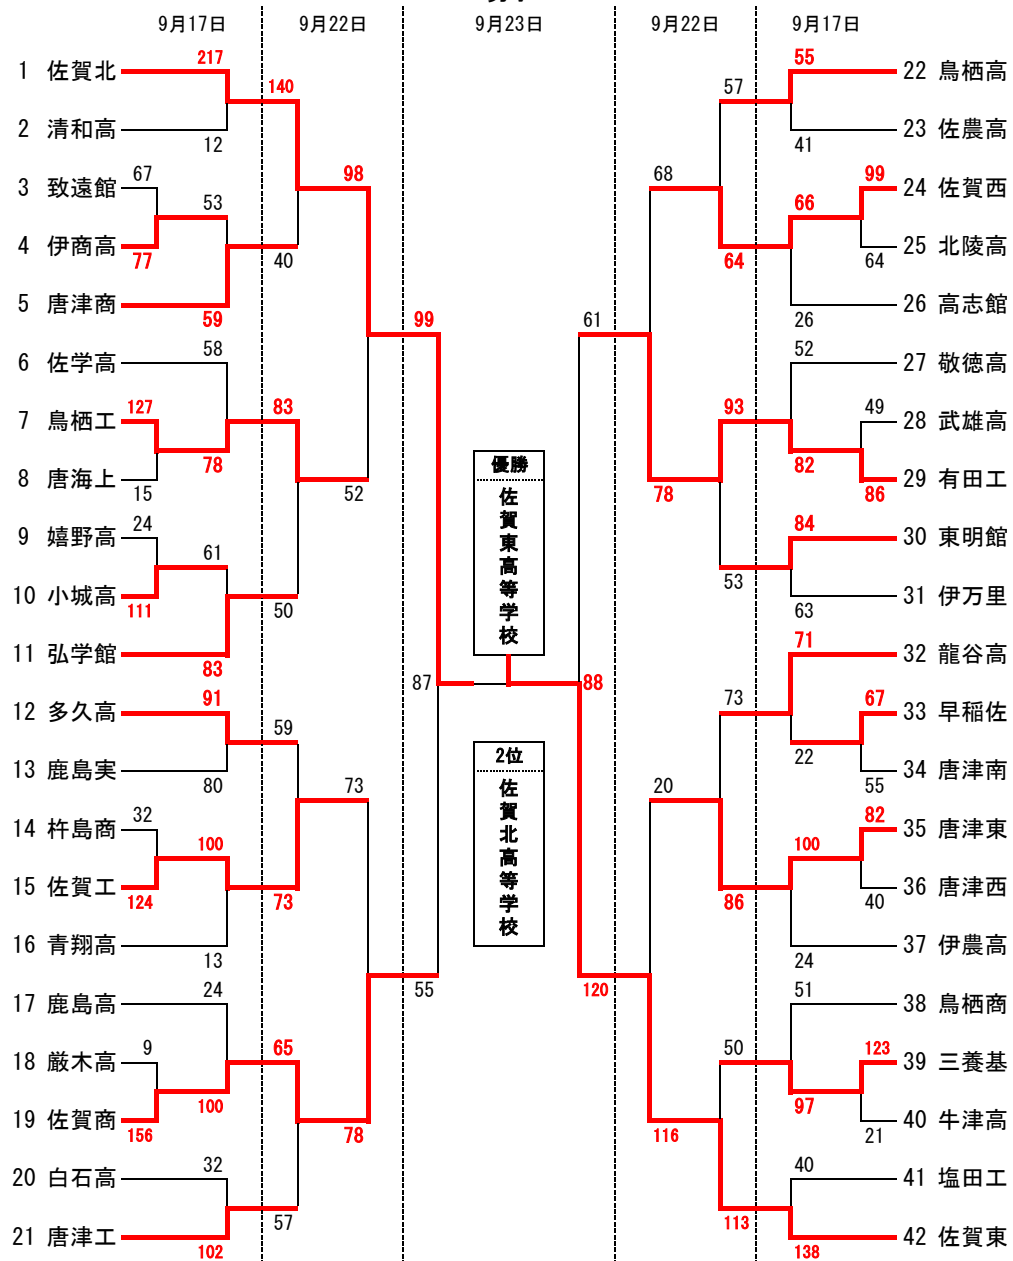 9月17日 9月22日 9月23日 9月22日 9月17日
217 55
1 佐賀北 140 57 22 鳥栖高
2 清和高 23 佐農高
12 41
67 98 68 99
3 致遠館 53 66 24 佐賀西
4 伊商高 25 北陵高
77 40 64 64
5 唐津商 26 高志館
59 99 61 26
58 52
6 佐学高 27 敬徳高
127 83 93 49
7 鳥栖工 28 武雄高
78 82
8 唐海上 優勝 29 有田工
15 52 78 86
24 佐賀東高等学校 84
9 嬉野高 61 30 東明館
10 小城高 53 31 伊万里
111 50 63
11 弘学館 71
83 32 龍谷高
91 87 88 67
12 多久高 59 73 33 早稲佐
13 鹿島実 2位 22 34 唐津南
80 73 20 55
32 佐賀北高等学校 82
14 杵島商 100 100 35 唐津東
15 佐賀工 36 唐津西
124 73 86 40
16 青翔高 37 伊農高
13 24
24 55 120 51
17 鹿島高 38 鳥栖商
9 65 50 123
18 厳木高 39 三養基
100 97
19 佐賀商 40 牛津高
156 78 116 21
32 40
20 白石高 41 塩田工
57 113
21 唐津工 42 佐賀東
102 138